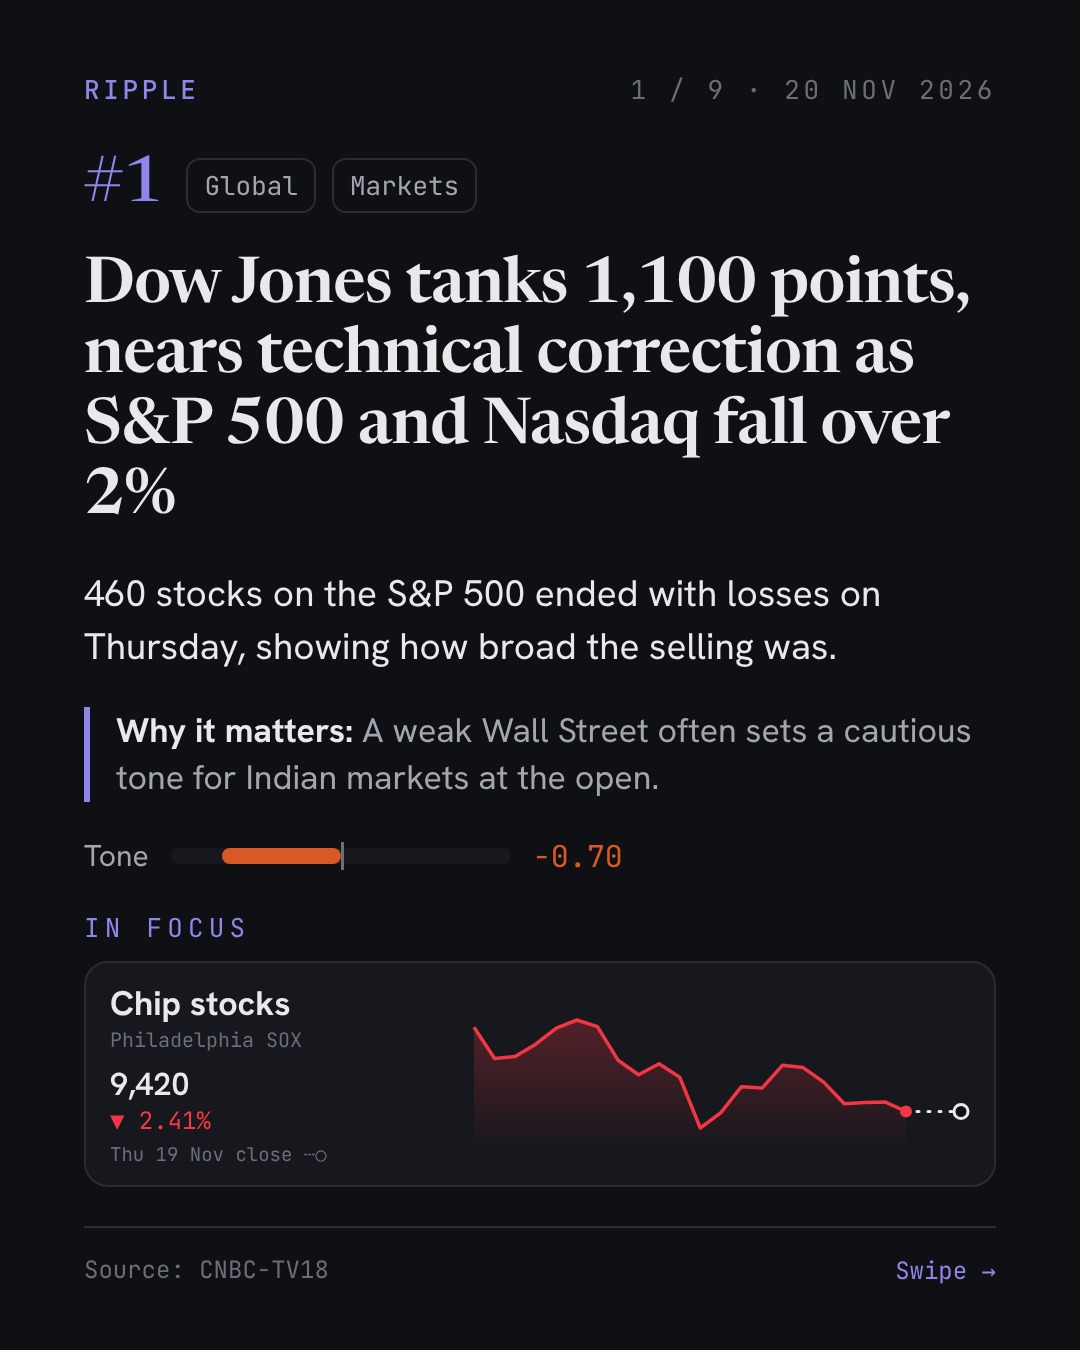 RIPPLE
1 / 9 · 20 NOV 2026
#1
Global
Markets
Dow Jones tanks 1,100 points,
nears technical correction as
S&P 500 and Nasdaq fall over
2%
460 stocks on the S&P 500 ended with losses on
Thursday, showing how broad the selling was.
Why it matters: A weak Wall Street often sets a cautious
tone for Indian markets at the open.
Tone
-0.70
IN FOCUS
Chip stocks
Philadelphia SOX
9,420
▼ 2.41%
Thu 19 Nov close ┄○
Source: CNBC-TV18
Swipe →